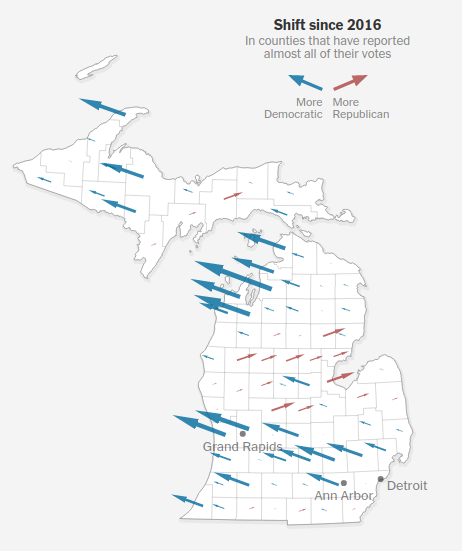 Shift since 2016
In counties that have reported
almost all of their votes
More Democratic
More Republican
Grand Rapids
Ann Arbor
Detroit